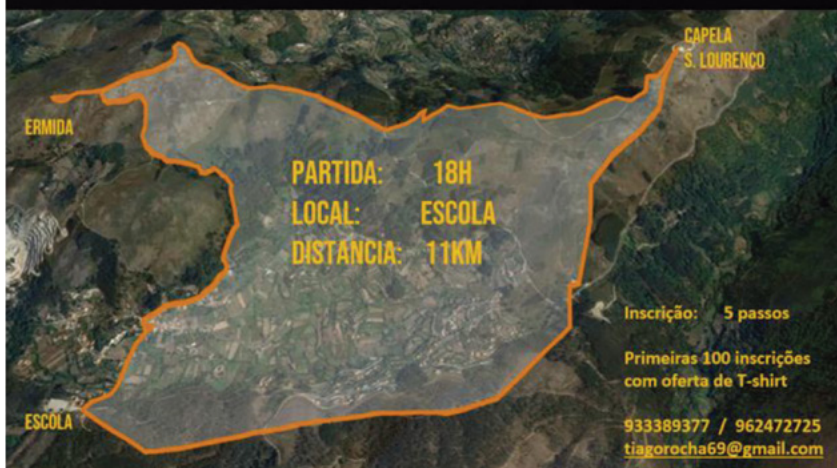 CAPELA
S. LOURENÇO
ERMIDA
PARTIDA: 18H
LOCAL: ESCOLA
DISTANCIA: 11KM
Inscrição: 5 passos
Primeiras 100 inscrições
com oferta de T-shirt
ESCOLA
933389377 / 962472725
tiagorocha69@gmail.com